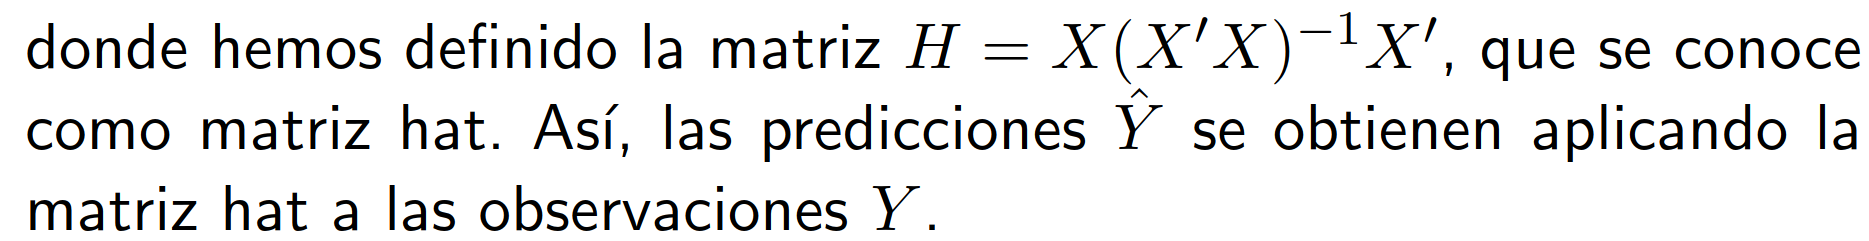 donde hemos definido la matriz $H = X(X'X)^{-1}X'$, que se conoce
como matriz hat. Así, las predicciones $\hat{Y}$ se obtienen aplicando la
matriz hat a las observaciones $Y$.